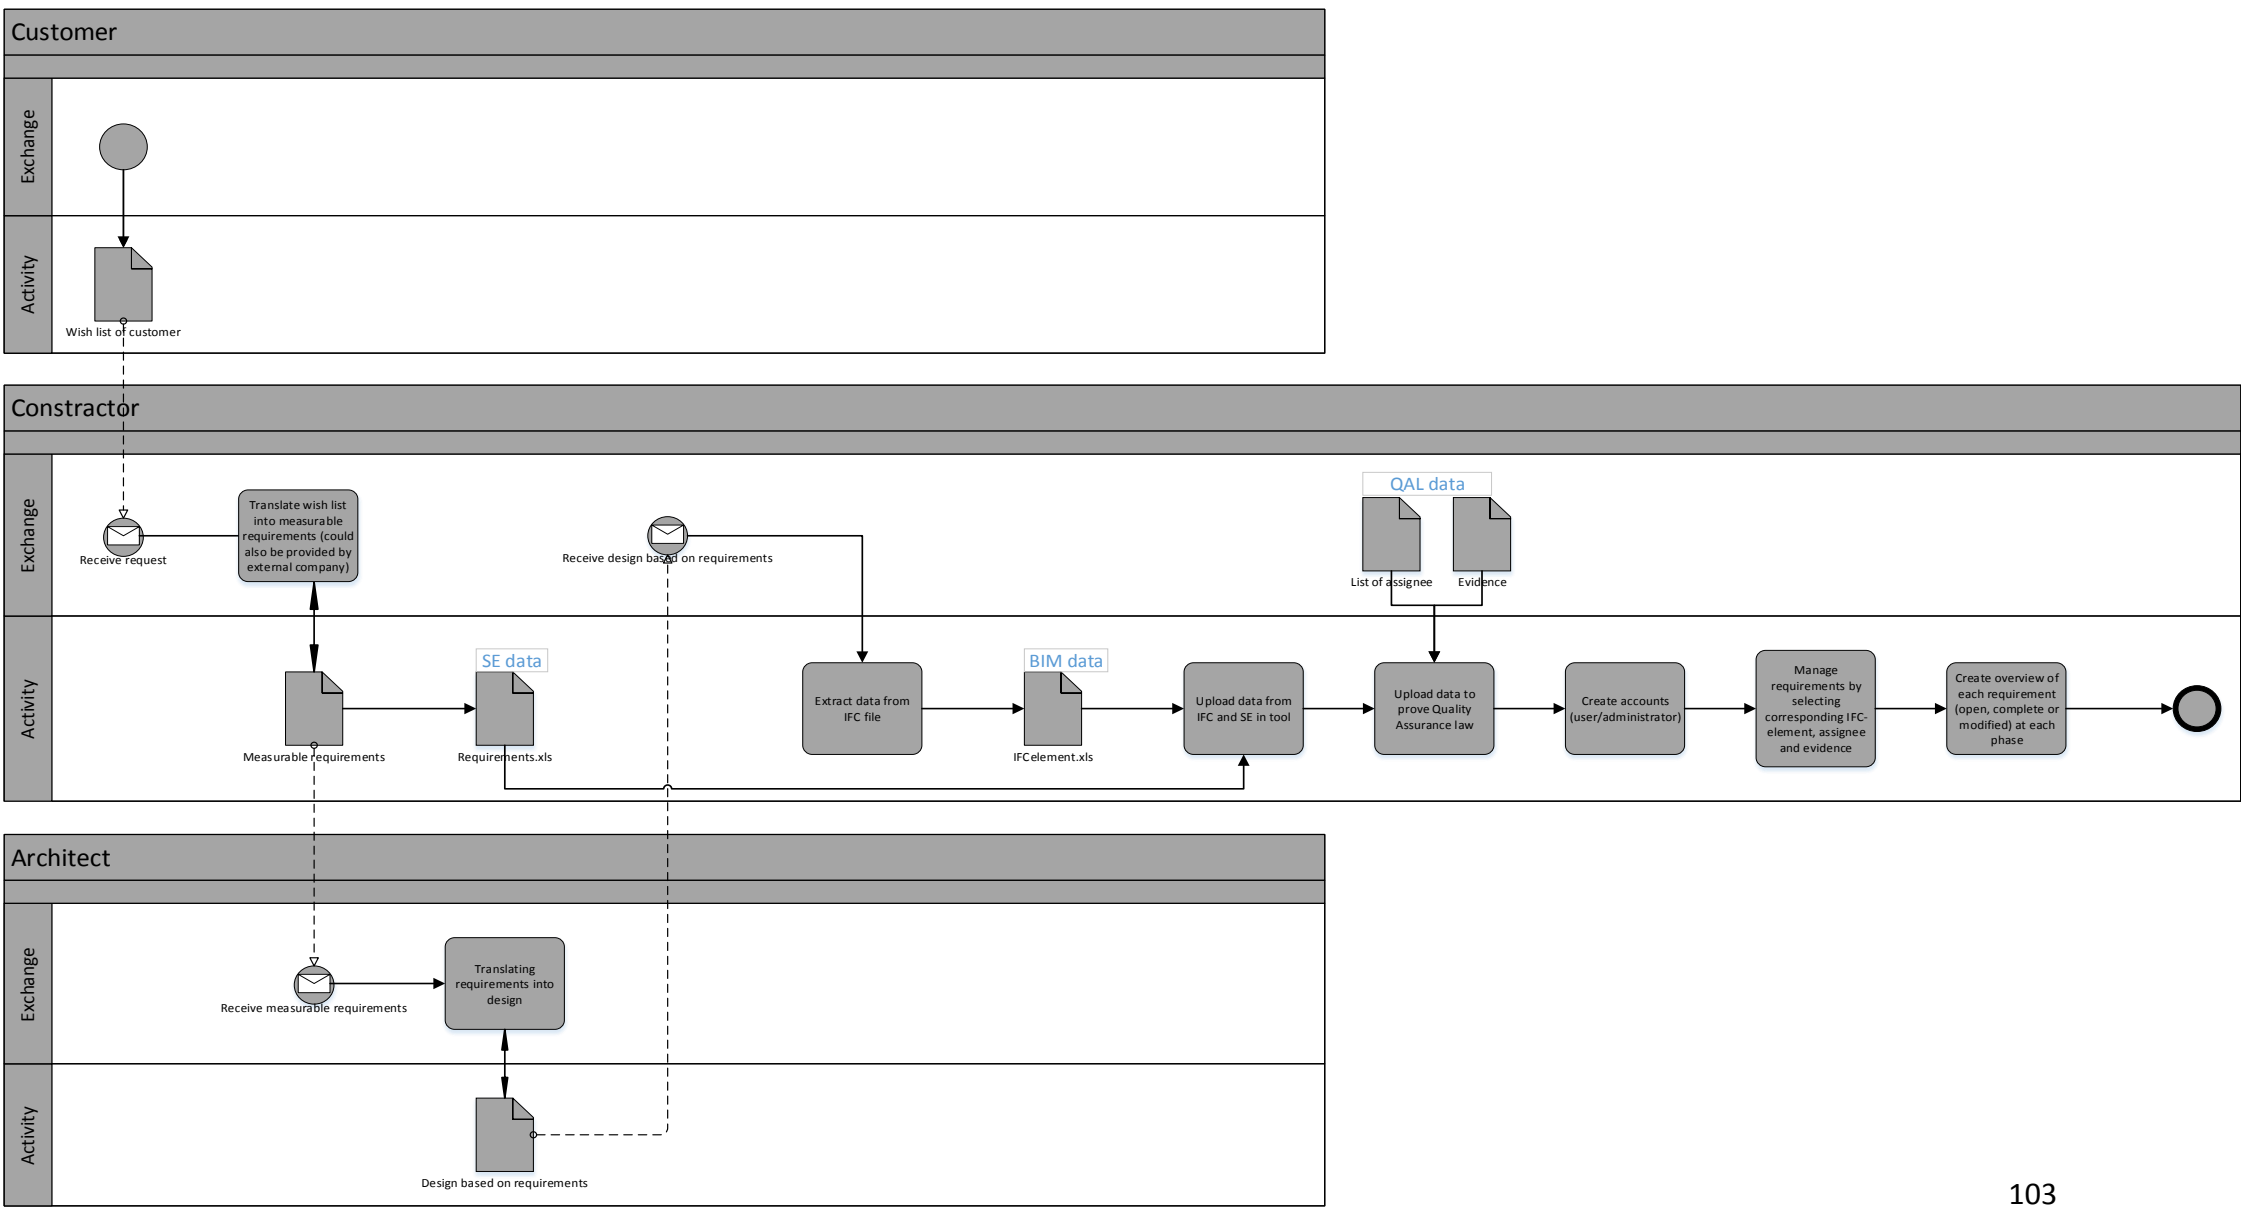 Customer
Exchange
Activity
Wish list of customer
Constractor
Exchange
Receive request
Translate wish list
into measurable
requirements (could
also be provided by
external company)
Receive design based on requirements
QAL data
List of assignee
Evidence
Activity
Measurable requirements
SE data
Requirements.xls
Extract data from
IFC file
BIM data
IFCelement.xls
Upload data from
IFC and SE in tool
Upload data to
prove Quality
Assurance law
Create accounts
(user/administrator)
Manage
requirements by
selecting
corresponding IFC-
element, assignee
and evidence
Create overview of
each requirement
(open, complete or
modified) at each
phase
Architect
Exchange
Receive measurable requirements
Translating
requirements into
design
Activity
Design based on requirements
103